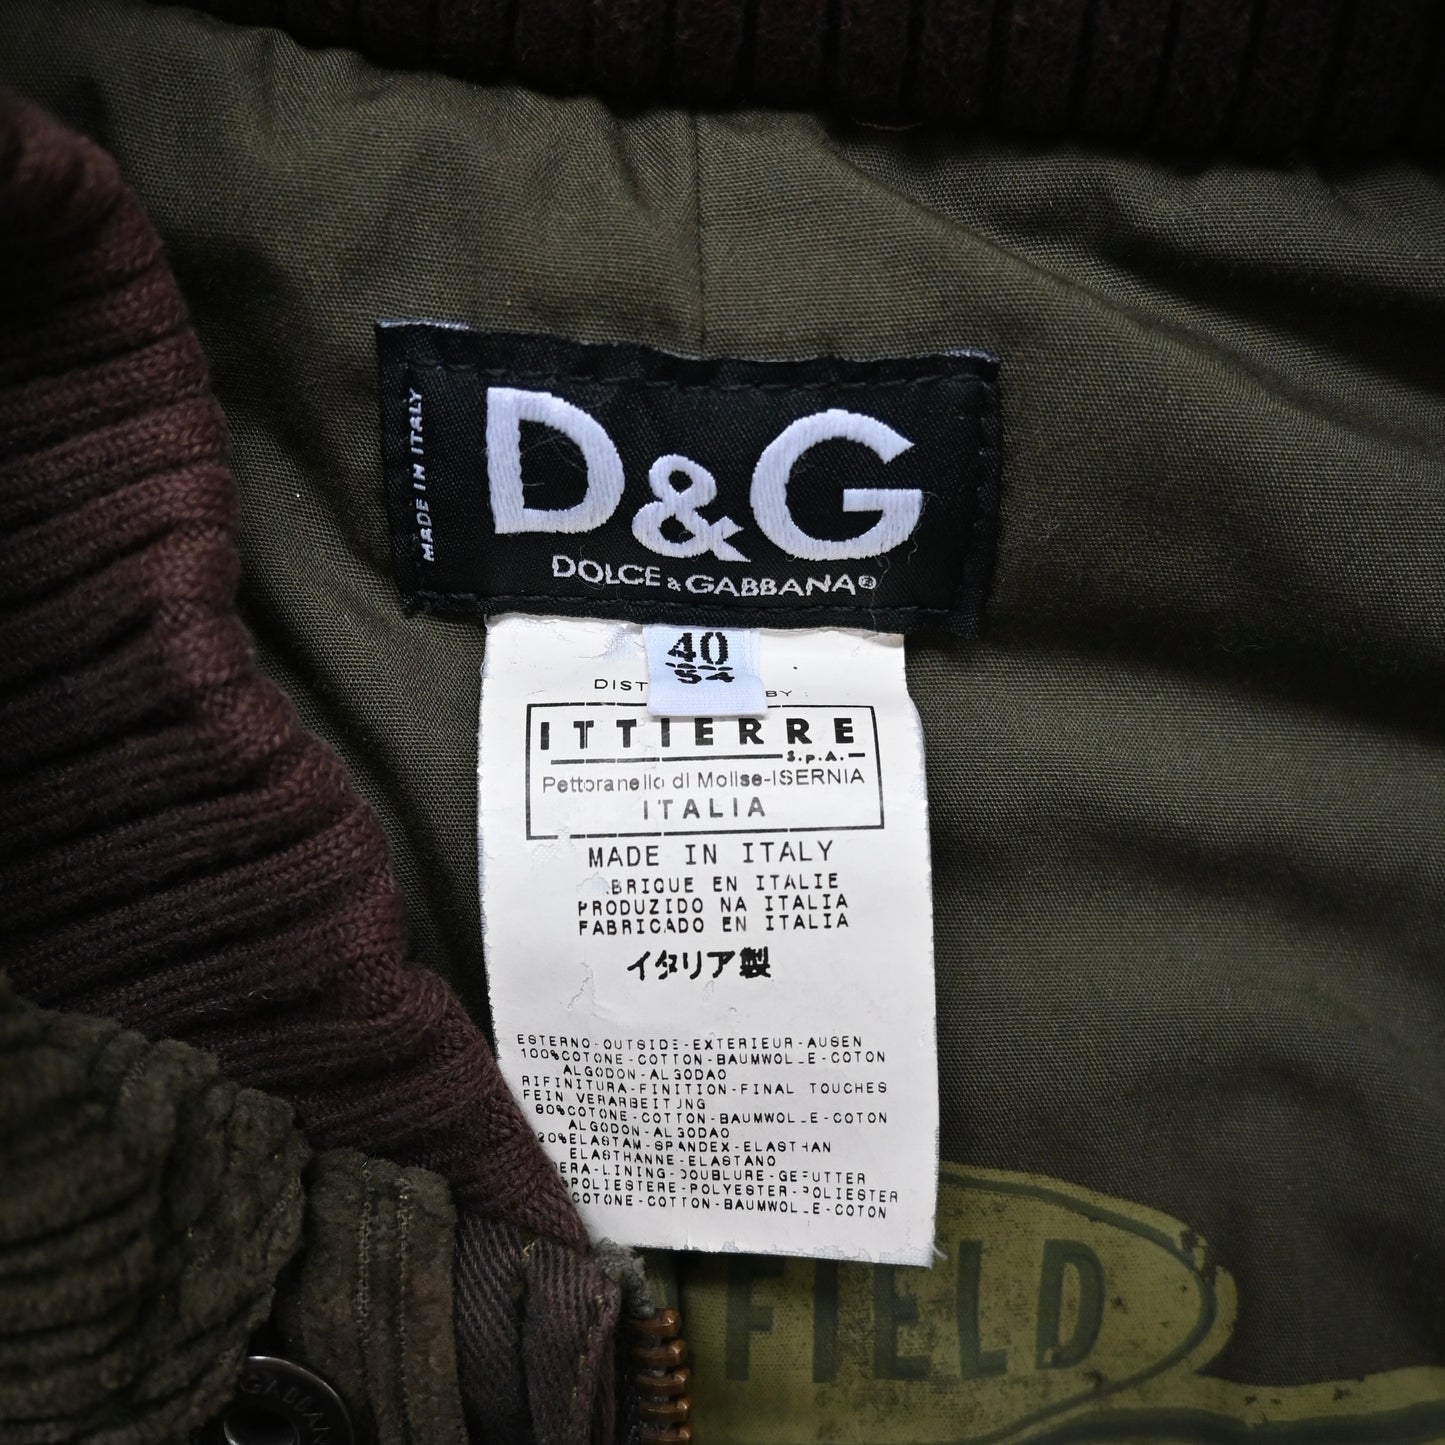 MADE IN ITALY
D&G
DOLCE & GABBANA®
40
54
BY:
ITTIERRE
S.p.A.
Pettoranello di Molise-ISERNIA
ITALIA
MADE IN ITALY
EN ITALIE
PRODUZIDO NA ITALIA
FABRICADO EN ITALIA
イタリア製
ESTERNO-OUTSIDE-EXTERIEUR-AUSEN
100%COTONE-COTTON-BAUMWOLLE-COTON
ALGODON-ALGODAO
RIFINITURA-FINITION-FINAL TOUCHES
FEIN VERARBEITUNG
80%COTONE-COTTON-BAUMWOLLE-COTON
ALGODON-ALGODAO
20%ELASTAM-SPANDEX-ELASTHAN
ELASTHANNE-ELASTANO
LINING-DOUBLURE-GEFUTTER
POLIESTERE-POLYESTER-POLIESTER
COTONE-COTTON-BAUMWOLLE-COTON
FIELD